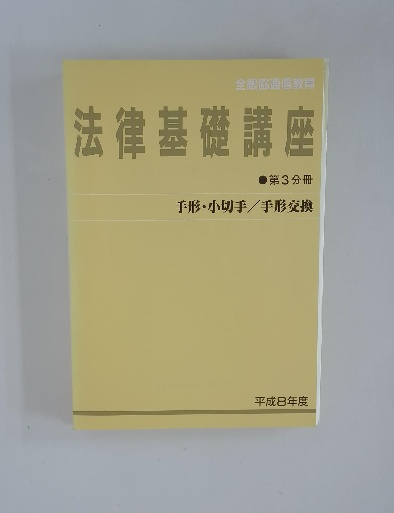 全銀協通信教育
法律基礎講座
●第3分冊
手形・小切手／手形交換
平成8年度